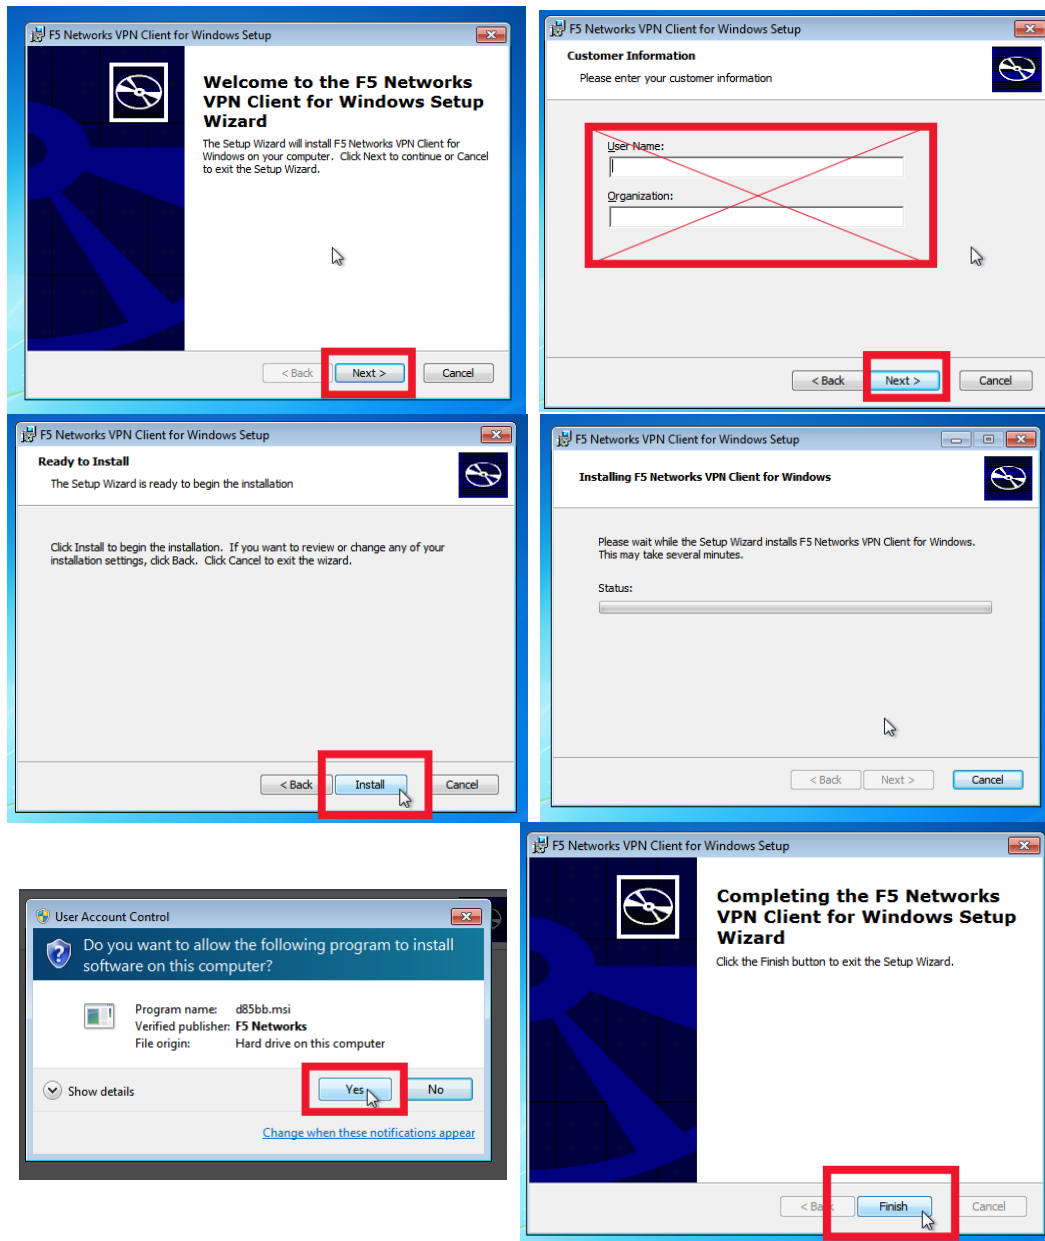 F5 Networks VPN Client for Windows Setup
Welcome to the F5 Networks
VPN Client for Windows Setup
Wizard
The Setup Wizard will install F5 Networks VPN Client for
Windows on your computer. Click Next to continue or Cancel
to exit the Setup Wizard.
< Back
Next >
Cancel
F5 Networks VPN Client for Windows Setup
Customer Information
Please enter your customer information
User Name:
Organization:
< Back
Next >
Cancel
F5 Networks VPN Client for Windows Setup
Ready to Install
The Setup Wizard is ready to begin the installation
Click Install to begin the installation. If you want to review or change any of your
installation settings, click Back. Click Cancel to exit the wizard.
< Back
Install
Cancel
F5 Networks VPN Client for Windows Setup
Installing F5 Networks VPN Client for Windows
Please wait while the Setup Wizard installs F5 Networks VPN Client for Windows.
This may take several minutes.
Status:
< Back
Next >
Cancel
User Account Control
Do you want to allow the following program to install
software on this computer?
Program name: d85bb.msi
Verified publisher: F5 Networks
File origin: Hard drive on this computer
Show details
Yes
No
Change when these notifications appear
F5 Networks VPN Client for Windows Setup
Completing the F5 Networks
VPN Client for Windows Setup
Wizard
Click the Finish button to exit the Setup Wizard.
< Back
Finish
Cancel